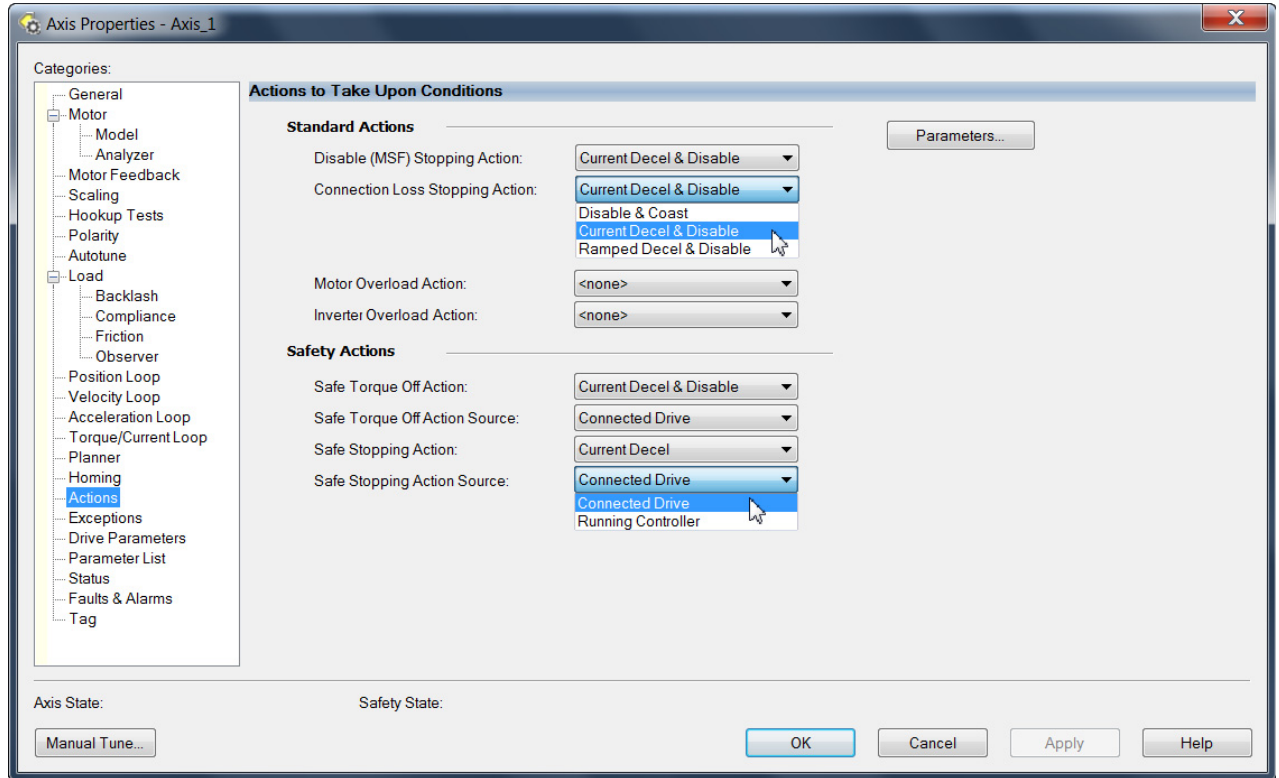 Axis Properties - Axis_1
X
Categories:
General
Motor
Model
Analyzer
Motor Feedback
Scaling
Hookup Tests
Polarity
Autotune
Load
Backlash
Compliance
Friction
Observer
Position Loop
Velocity Loop
Acceleration Loop
Torque/Current Loop
Planner
Homing
Actions
Exceptions
Drive Parameters
Parameter List
Status
Faults & Alarms
Tag
Actions to Take Upon Conditions
Standard Actions
Parameters...
Disable (MSF) Stopping Action: Current Decel & Disable
Connection Loss Stopping Action: Current Decel & Disable
Disable & Coast
Current Decel & Disable
Ramped Decel & Disable
Motor Overload Action: <none>
Inverter Overload Action: <none>
Safety Actions
Safe Torque Off Action: Current Decel & Disable
Safe Torque Off Action Source: Connected Drive
Safe Stopping Action: Current Decel
Safe Stopping Action Source: Connected Drive
Connected Drive
Running Controller
Axis State: Safety State:
Manual Tune... OK Cancel Apply Help